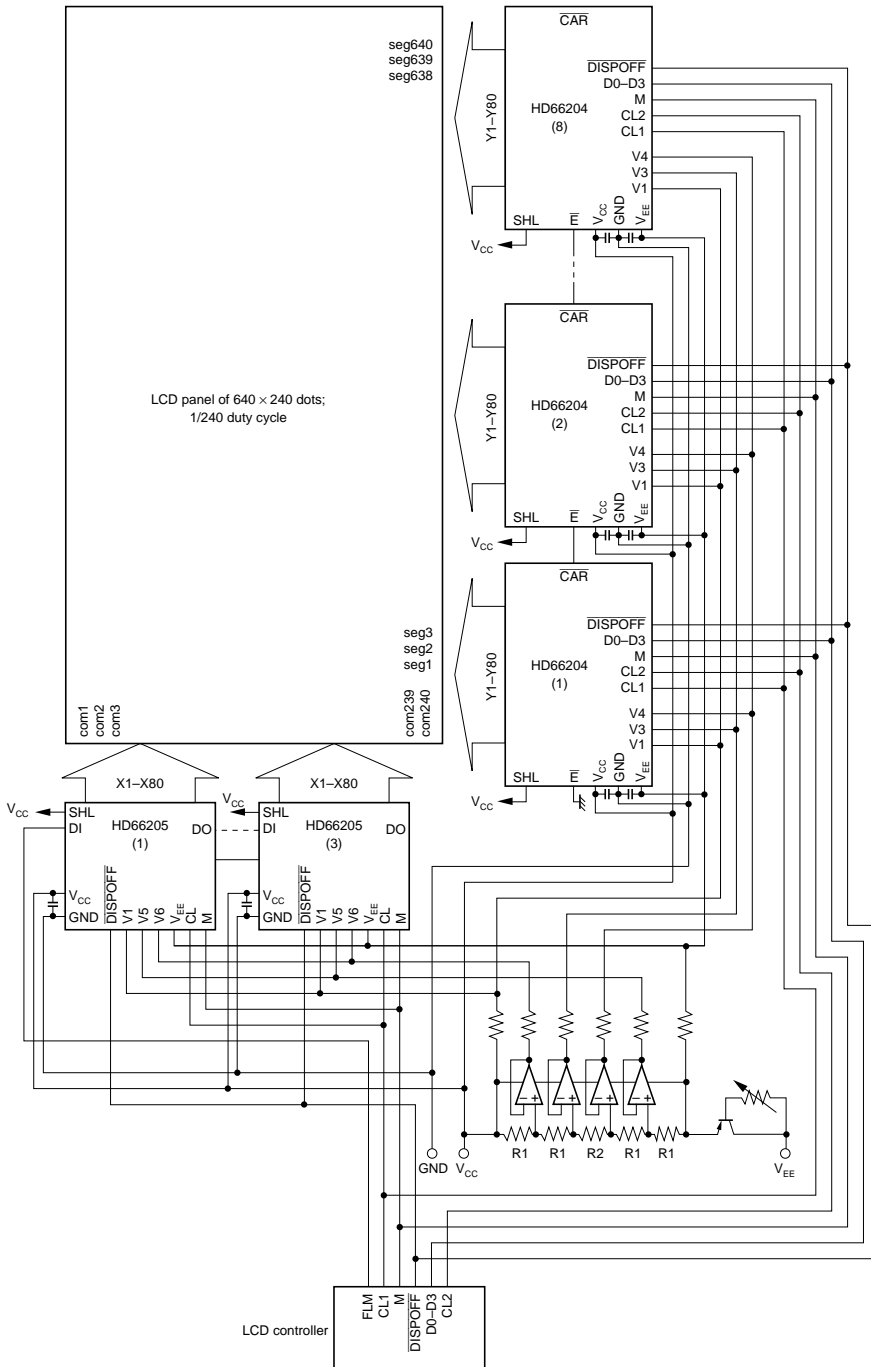 seg640
seg639
seg638
LCD panel of 640 × 240 dots;
1/240 duty cycle
seg3
seg2
seg1
com1
com2
com3
com239
com240
Y1–Y80
CAR
HD66204
(8)
DISPOFF
D0–D3
M
CL2
CL1
V4
V3
V1
SHL
E
VCC
GND
VEE
VCC
Y1–Y80
CAR
HD66204
(2)
DISPOFF
D0–D3
M
CL2
CL1
V4
V3
V1
SHL
E
VCC
GND
VEE
VCC
Y1–Y80
CAR
HD66204
(1)
DISPOFF
D0–D3
M
CL2
CL1
V4
V3
V1
SHL
E
VCC
GND
VEE
VCC
X1–X80
VCC
SHL
DI
HD66205
(1)
DO
VCC
GND
DISPOFF
V1
V5
V6
VEE
CL
M
X1–X80
VCC
SHL
DI
HD66205
(3)
DO
VCC
GND
DISPOFF
V1
V5
V6
VEE
CL
M
– +
– +
– +
– +
R1
R1
R2
R1
R1
GND
VCC
VEE
FLM
CL1
M
DISPOFF
D0–D3
CL2
LCD controller